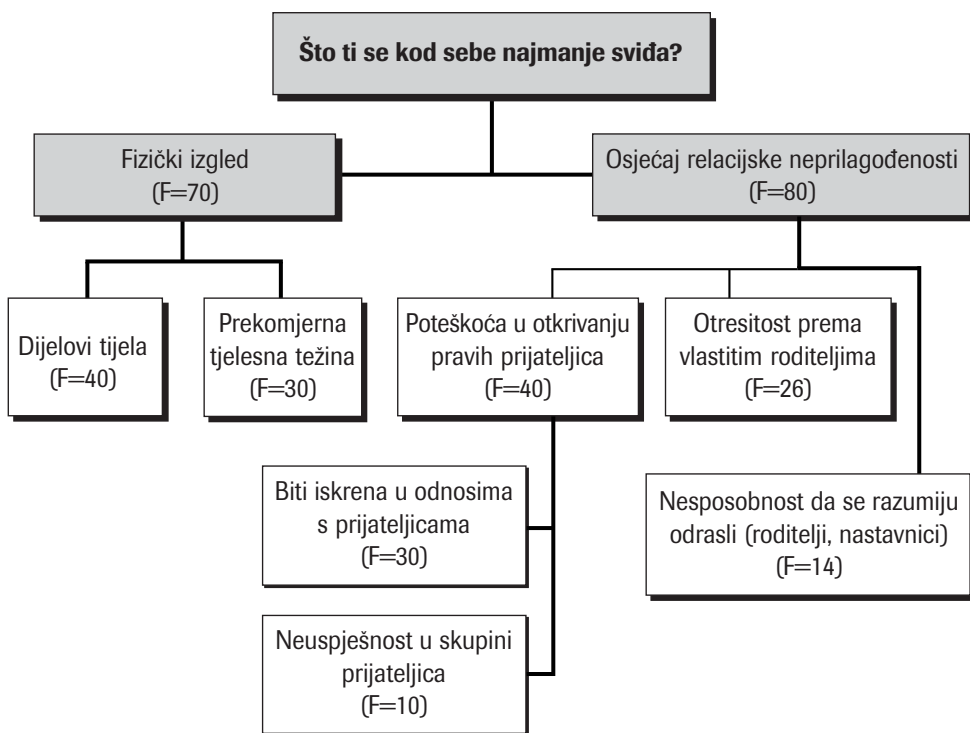 Što ti se kod sebe najmanje sviđa?
Fizički izgled
(F=70)
Osjećaj relacijske neprilagođenosti
(F=80)
Dijelovi tijela
(F=40)
Prekomjerna
tjelesna težina
(F=30)
Poteškoća u otkrivanju
pravih prijateljica
(F=40)
Otresitost prema
vlastitim roditeljima
(F=26)
Biti iskrena u odnosima
s prijateljicama
(F=30)
Nesposobnost da se razumiju
odrasli (roditelji, nastavnici)
(F=14)
Neuspješnost u skupini
prijateljica
(F=10)